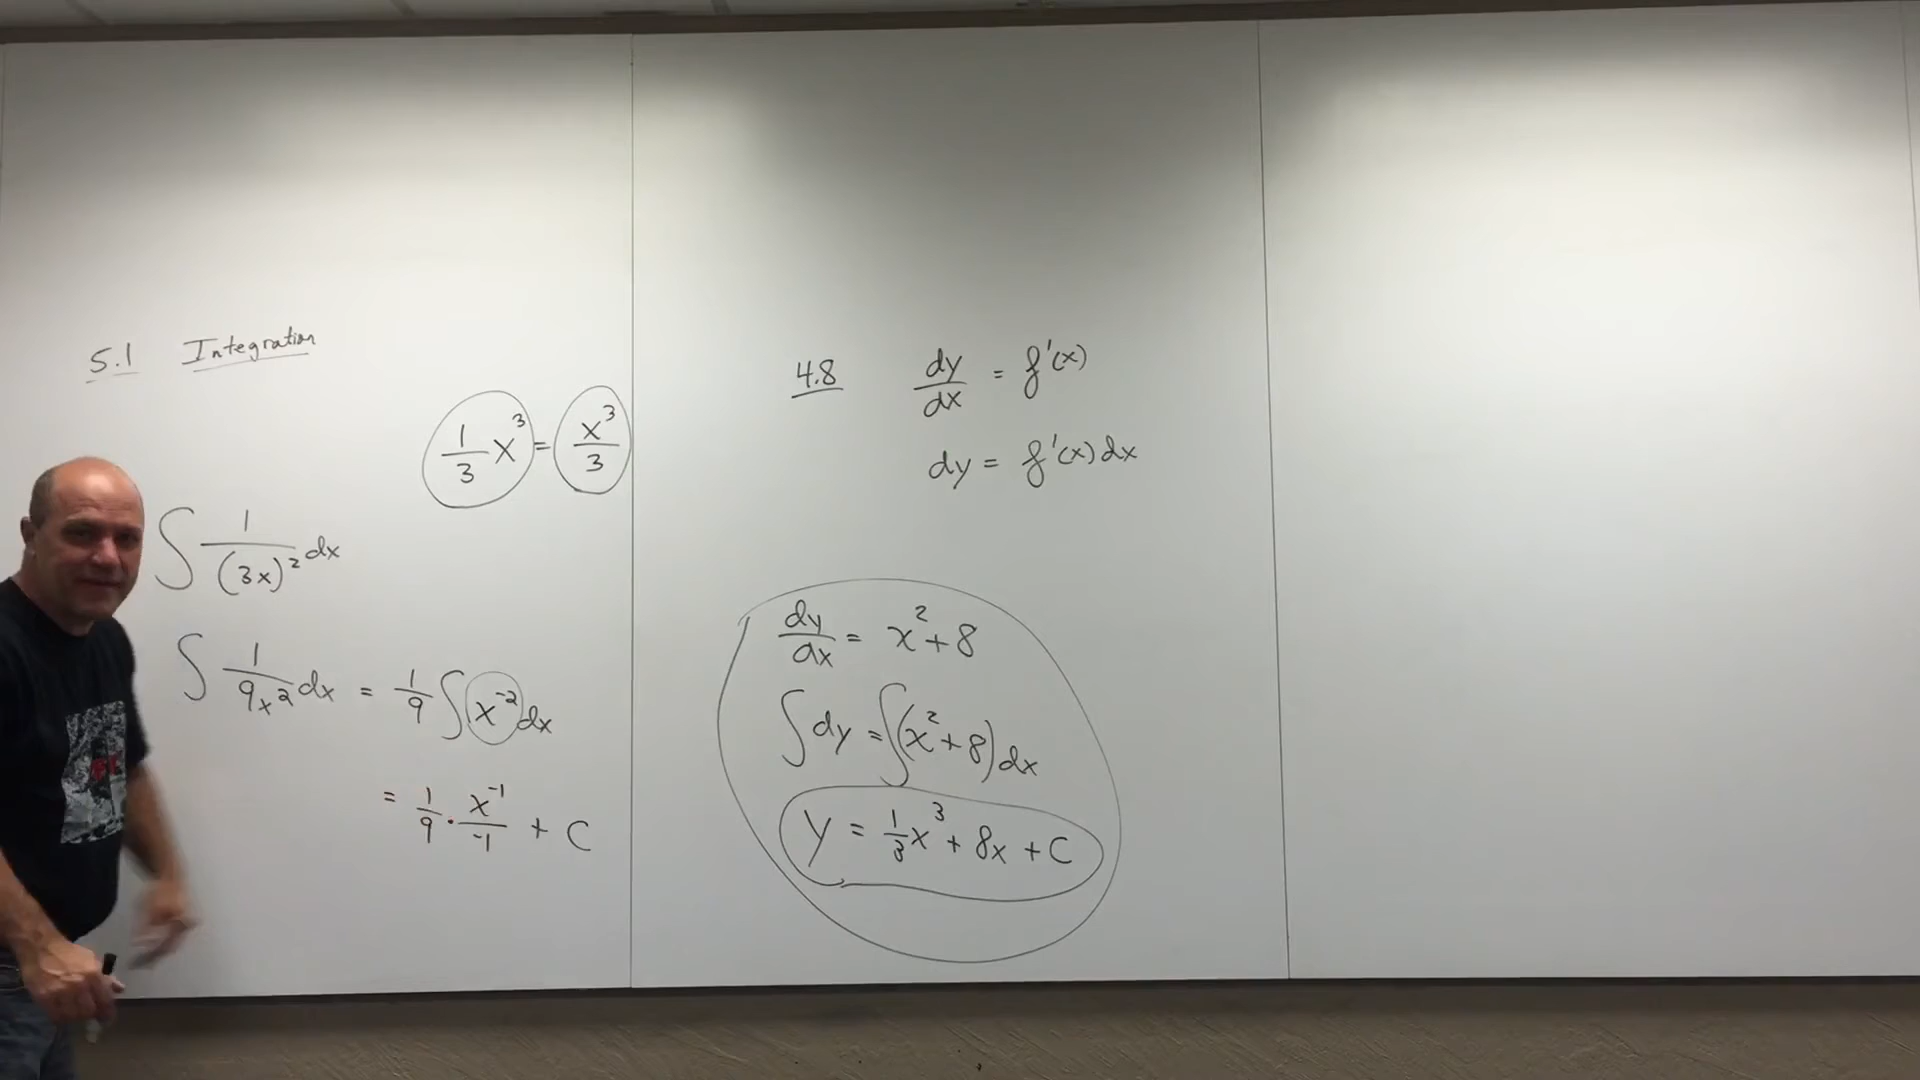 5.1 Integration
1/3 x³ = x³/3
∫ 1/(3x)² dx
∫ 1/9x² dx = 1/9 ∫ x⁻² dx
= 1/9 · x⁻¹/-1 + C
4.8 dy/dx = f'(x)
dy = f'(x) dx
dy/dx = x² + 8
∫ dy = ∫ (x² + 8) dx
y = 1/3 x³ + 8x + C